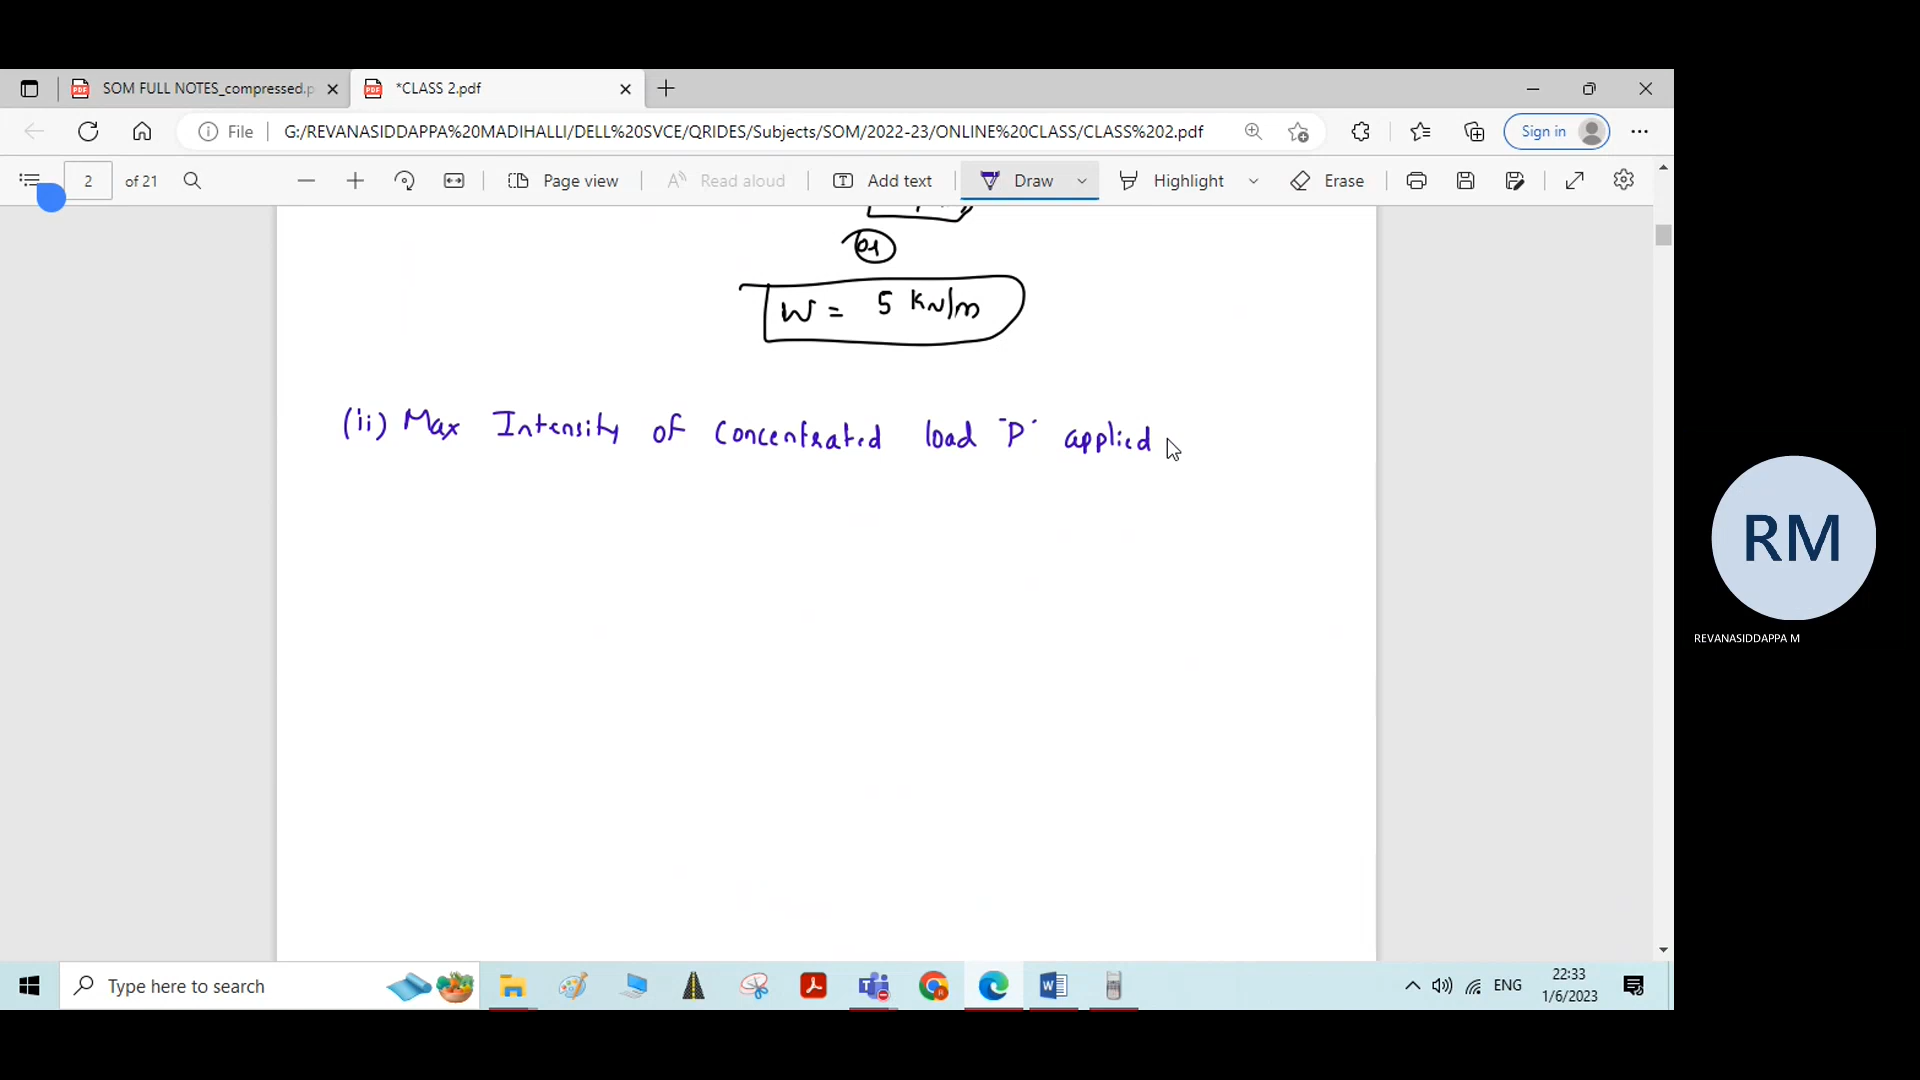 SOM FULL NOTES_compressed.p
*CLASS 2.pdf
File
G:/REVANASIDDAPPA%20MADIHALLI/DELL%20SVCE/QRIDES/Subjects/SOM/2022-23/ONLINE%20CLASS/CLASS%202.pdf
Sign in
2 of 21
Page view
Read aloud
Add text
Draw
Highlight
Erase
W = 5 KN/m
(ii) Max Intensity of Concentrated load "P" applied
RM
REVANASIDDAPPA M
Type here to search
ENG
22:33
1/6/2023